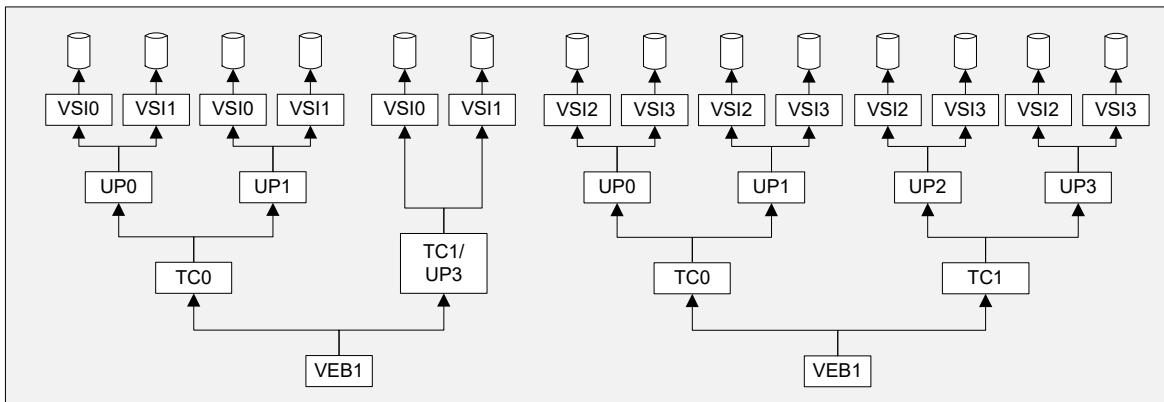 VSI0 VSI1 VSI0 VSI1 VSI0 VSI1 VSI2 VSI3 VSI2 VSI3 VSI2 VSI3 VSI2 VSI3
UP0 UP1 UP0 UP1 UP2 UP3
TC1/
UP3
TC0 TC0 TC1
VEB1 VEB1